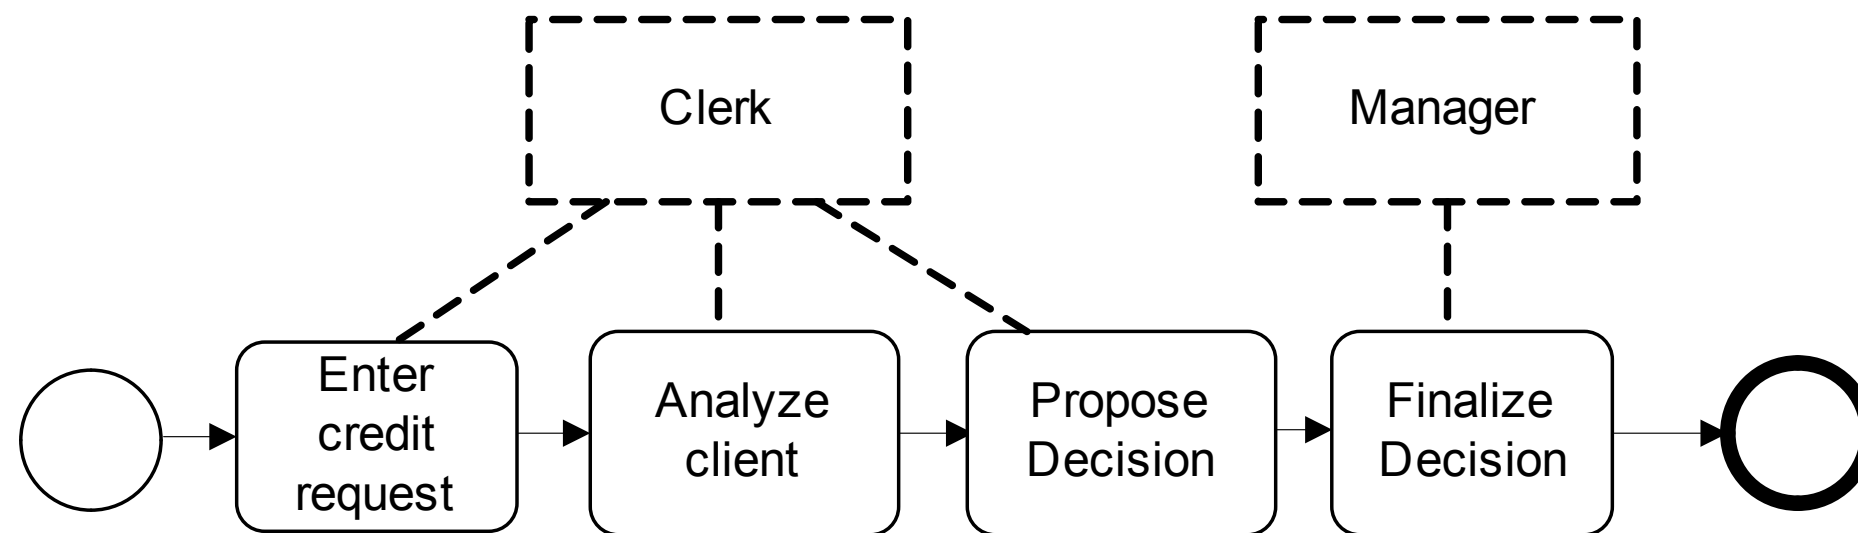 Clerk
Manager
Enter
credit
request
Analyze
client
Propose
Decision
Finalize
Decision